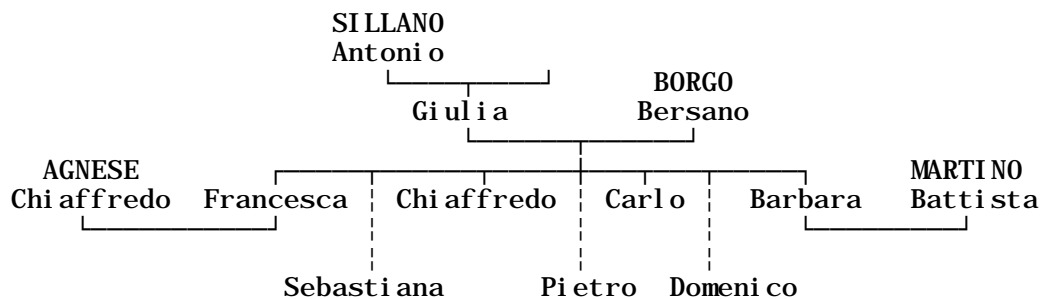 SILLANO
Antonio
BORGO
Giulia Bersano
AGNESE MARTINO
Chiaffredo Francesca Chiaffredo Carlo Barbara Battista
Sebastiana Pietro Domenico